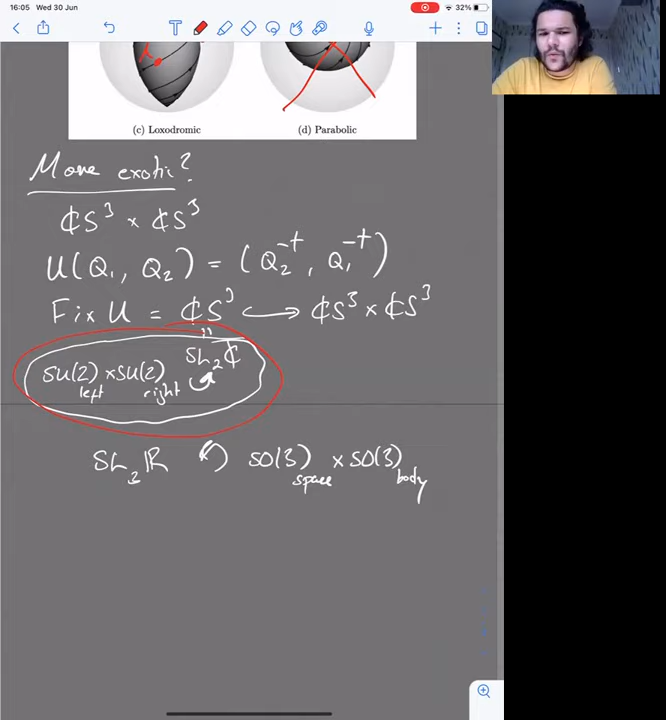 16:05 Wed 30 Jun
32%
(c) Loxodromic (d) Parabolic
More exotic?
ℂS³ × ℂS³
U(Q₁, Q₂) = (Q₂⁻†, Q₁⁻†)
Fix U = ℂS³ ↪ ℂS³ × ℂS³
SL₂ℂ
SU(2) × SU(2)
left right
SL₃ℝ ↶ SO(3) × SO(3)
space body